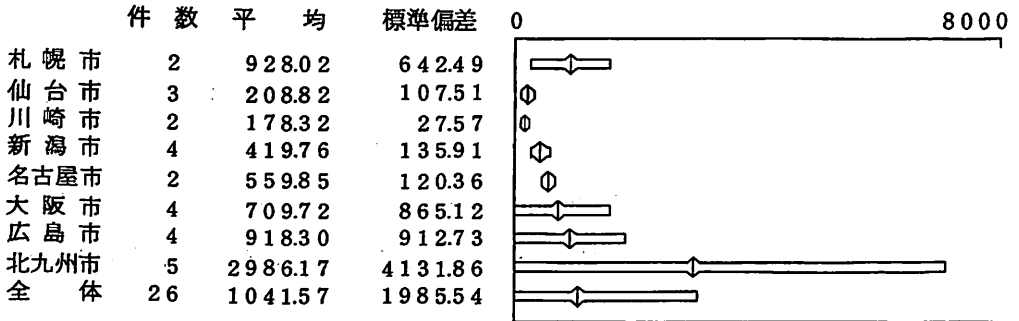 件数 平均 標準偏差 0 8000
札幌市 2 928.02 642.49
仙台市 3 208.82 107.51
川崎市 2 178.32 27.57
新潟市 4 419.76 135.91
名古屋市 2 559.85 120.36
大阪市 4 709.72 865.12
広島市 4 918.30 912.73
北九州市 5 2986.17 4131.86
全体 26 1041.57 1985.54